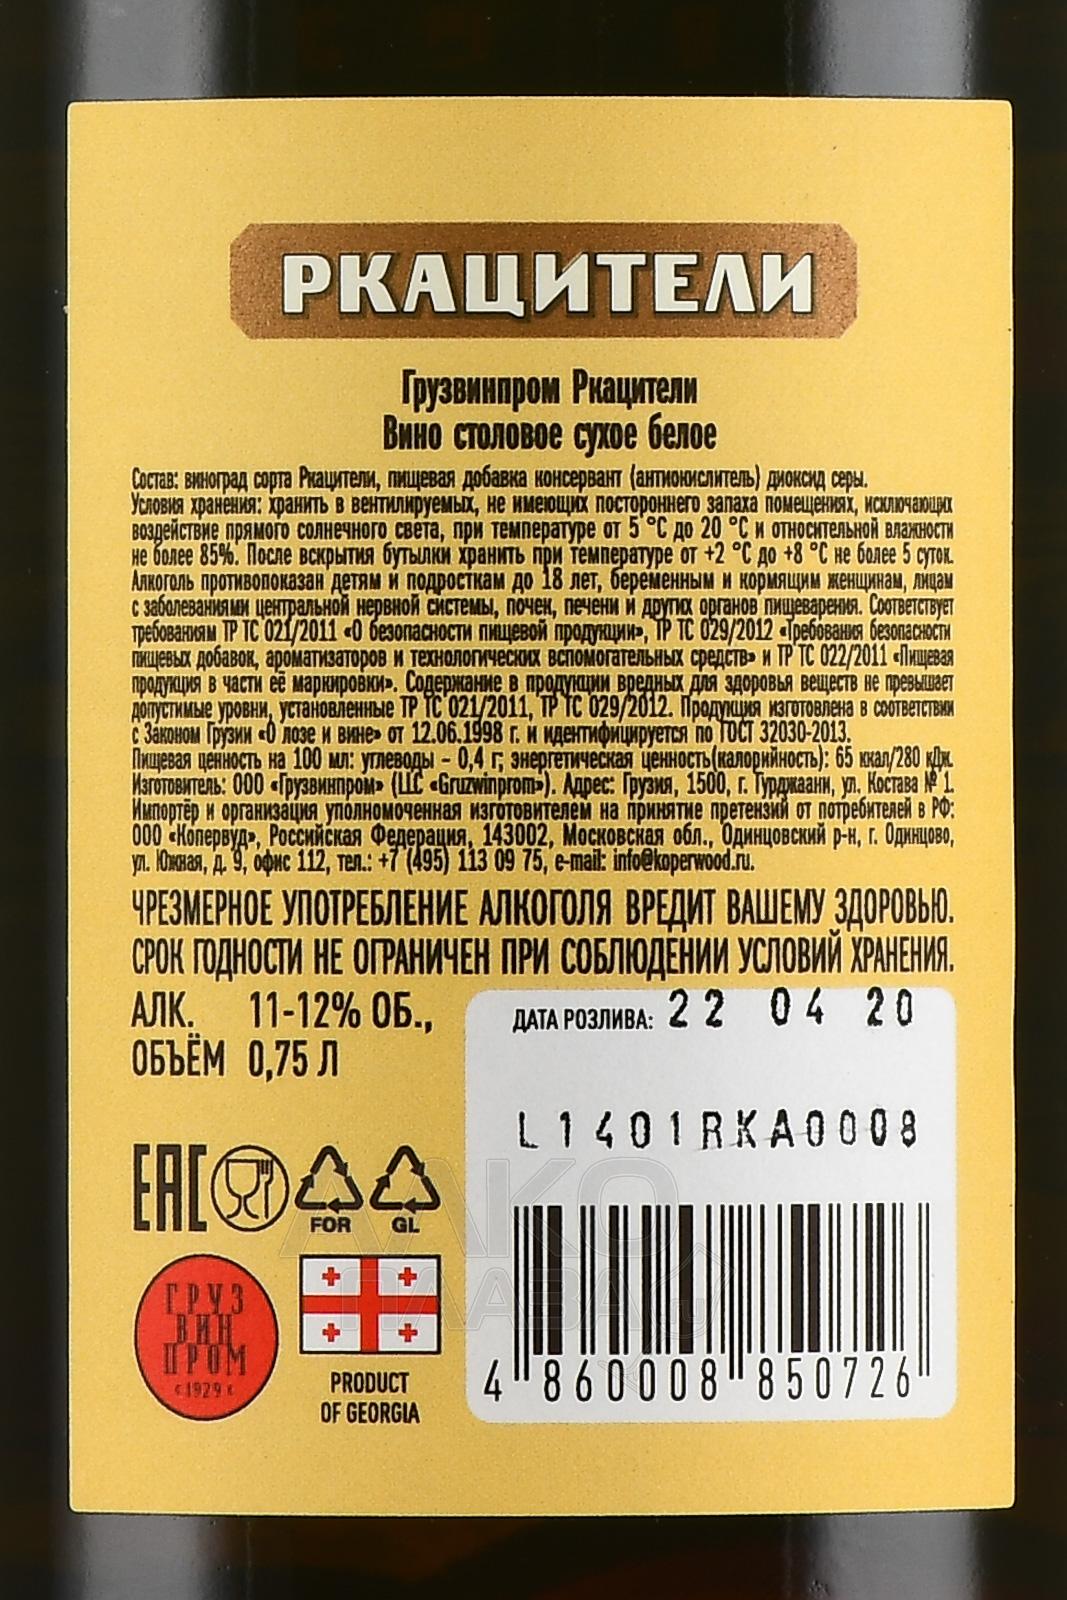 РКАЦИТЕЛИ
Грузвинпром Ркацители
Вино столовое сухое белое
Состав: виноград сорта Ркацители, пищевая добавка консервант (антиокислитель) диоксид серы.
Условия хранения: хранить в вентилируемых, не имеющих постороннего запаха помещениях, исключающих
воздействие прямого солнечного света, при температуре от 5 °С до 20 °С и относительной влажности
не более 85%. После вскрытия бутылки хранить при температуре от +2 °С до +8 °С не более 5 суток.
Алкоголь противопоказан детям и подросткам до 18 лет, беременным и кормящим женщинам, лицам
с заболеваниями центральной нервной системы, почек, печени и других органов пищеварения. Соответствует
требованиям ТР ТС 021/2011 «О безопасности пищевой продукции», ТР ТС 029/2012 «Требования безопасности
пищевых добавок, ароматизаторов и технологических вспомогательных средств» и ТР ТС 022/2011 «Пищевая
продукция в части её маркировки». Содержание в продукции вредных для здоровья веществ не превышает
допустимые уровни, установленные ТР ТС 021/2011, ТР ТС 029/2012. Продукция изготовлена в соответствии
с Законом Грузии «О лозе и вине» от 12.06.1998 г. и идентифицируется по ГОСТ 32030-2013.
Пищевая ценность на 100 мл: углеводы - 0,4 г; энергетическая ценность(калорийность): 65 ккал/280 кДж.
Изготовитель: ООО «Грузвинпром» (LLC «Gruzwinprom»). Адрес: Грузия, 1500, г. Гурджаани, ул. Костава № 1.
Импортёр и организация уполномоченная изготовителем на принятие претензий от потребителей в РФ:
ООО «Копервуд», Российская Федерация, 143002, Московская обл., Одинцовский р-н, г. Одинцово,
ул. Южная, д. 9, офис 112, тел.: +7 (495) 113 09 75, e-mail: info@koperwood.ru.
ЧРЕЗМЕРНОЕ УПОТРЕБЛЕНИЕ АЛКОГОЛЯ ВРЕДИТ ВАШЕМУ ЗДОРОВЬЮ.
СРОК ГОДНОСТИ НЕ ОГРАНИЧЕН ПРИ СОБЛЮДЕНИИ УСЛОВИЙ ХРАНЕНИЯ.
АЛК. 11-12% ОБ.,
ОБЪЁМ 0,75 Л
ДАТА РОЗЛИВА: 22 04 20
L1401RKA0008
EAC
FOR
GL
ГРУЗ
ВИН
ПРОМ
1929
PRODUCT
OF GEORGIA
4 860008 850726
АЛКО
ПЛАЗА